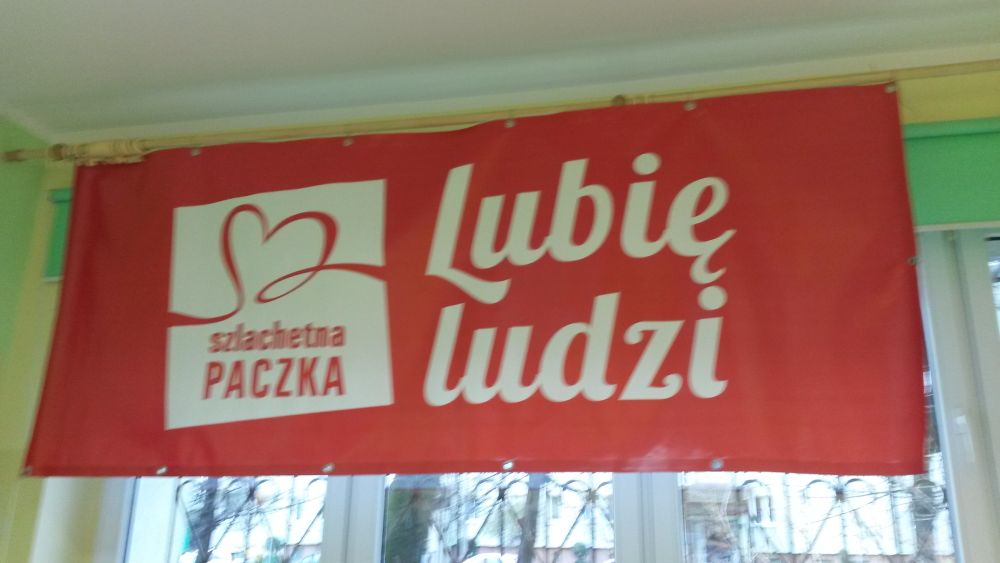 szlachetna
PACZKA
Lubię
ludzi